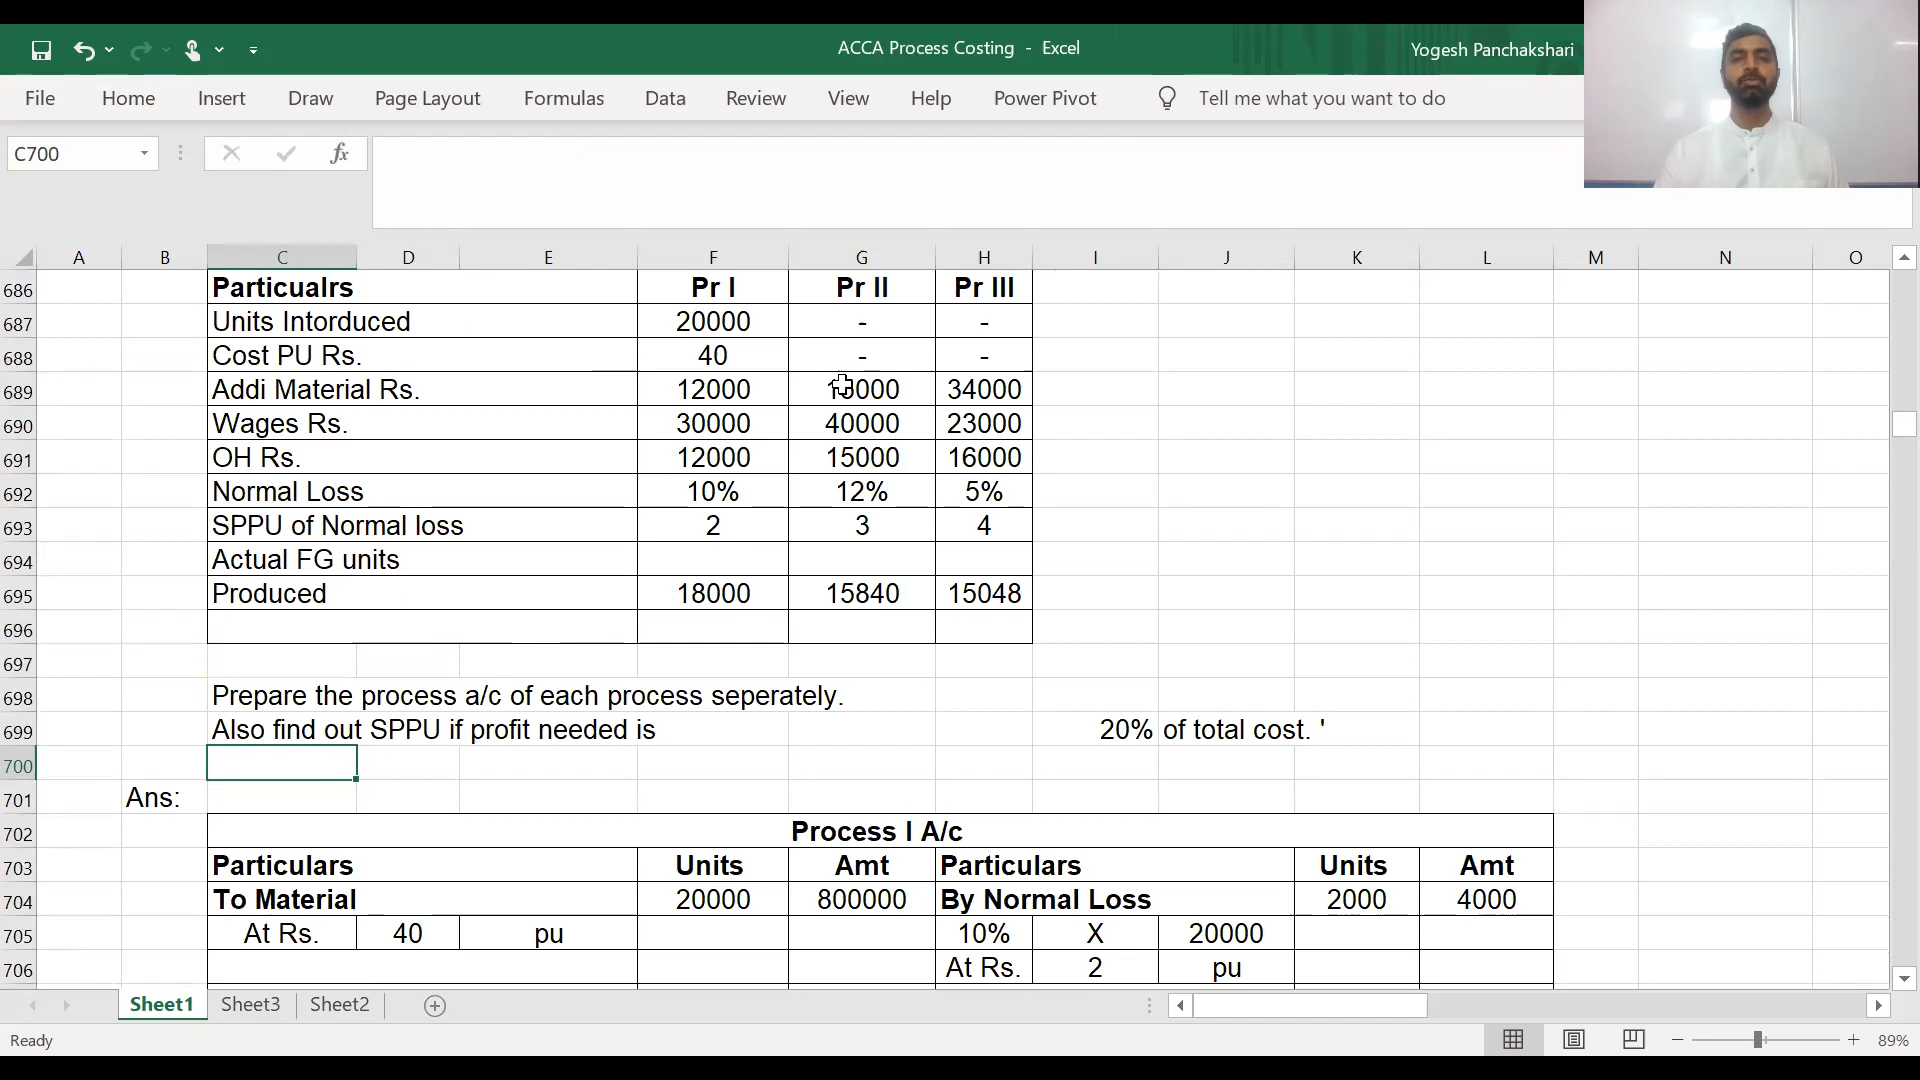 ACCA Process Costing - Excel
Yogesh Panchakshari
File Home Insert Draw Page Layout Formulas Data Review View Help Power Pivot Tell me what you want to do
C700 fx
A B C D E F G H I J K L M N O
686 Particualrs Pr I Pr II Pr III
687 Units Intorduced 20000 - -
688 Cost PU Rs. 40 - -
689 Addi Material Rs. 12000 34000
690 Wages Rs. 30000 40000 23000
691 OH Rs. 12000 15000 16000
692 Normal Loss 10% 12% 5%
693 SPPU of Normal loss 2 3 4
694 Actual FG units
695 Produced 18000 15840 15048
696
697
698 Prepare the process a/c of each process seperately.
699 Also find out SPPU if profit needed is 20% of total cost. '
700
701 Ans:
702 Process I A/c
703 Particulars Units Amt Particulars Units Amt
704 To Material 20000 800000 By Normal Loss 2000 4000
705 At Rs. 40 pu 10% X 20000
706 At Rs. 2 pu
Sheet1 Sheet3 Sheet2
Ready 89%